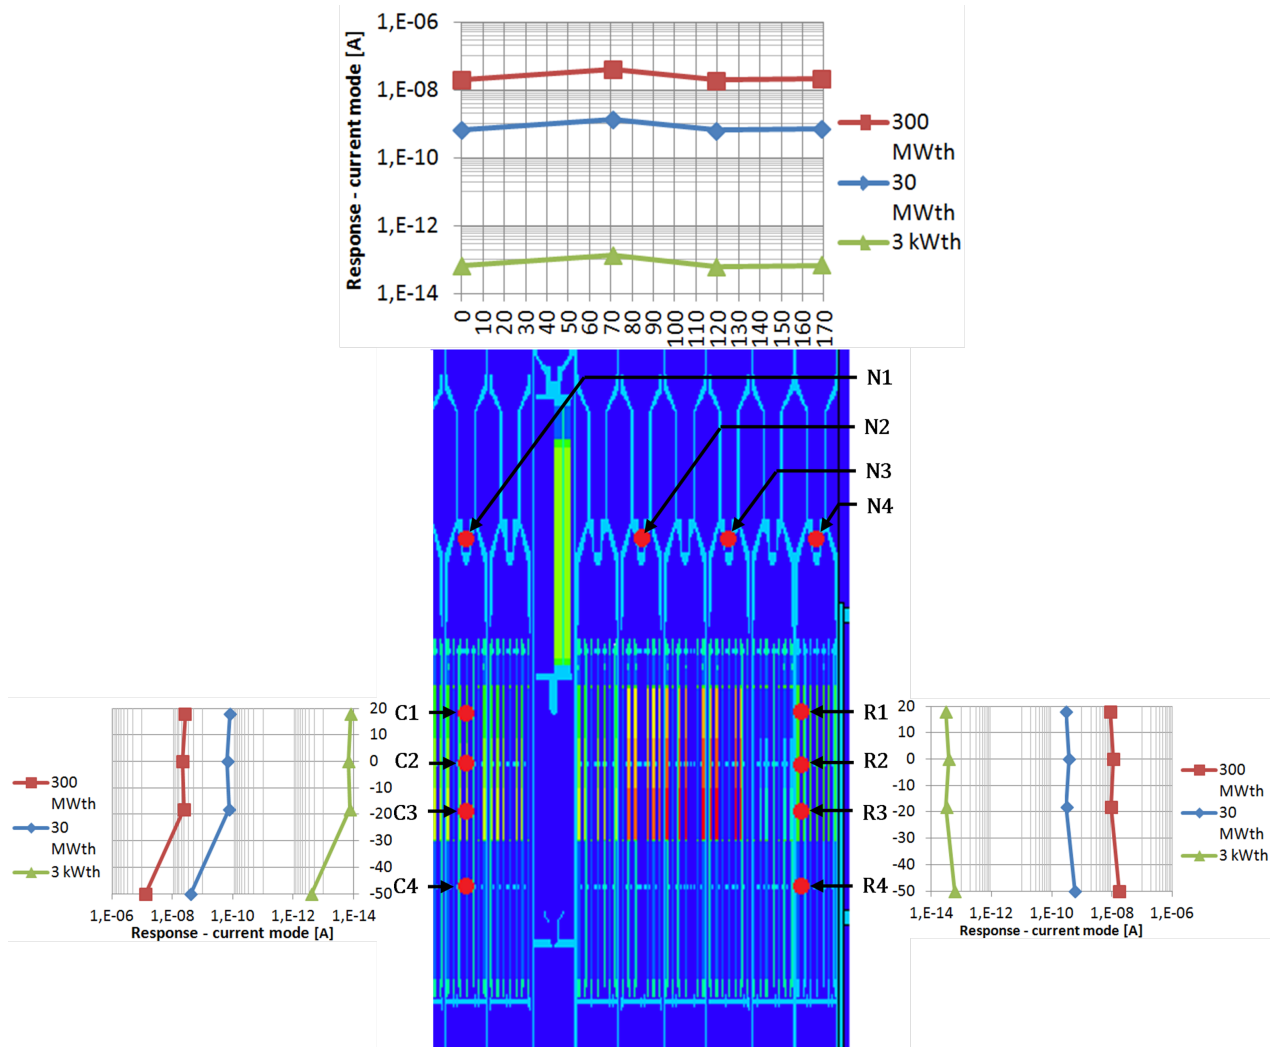 Response - current mode [A]
1,E-06
1,E-08
1,E-10
1,E-12
1,E-14
0 10 20 30 40 50 60 70 80 90 100 110 120 130 140 150 160 170
300
MWth
30
MWth
3 kWth
N1
N2
N3
N4
C1
C2
C3
C4
R1
R2
R3
R4
300
MWth
30
MWth
3 kWth
20
10
0
-10
-20
-30
-40
-50
1,E-06 1,E-08 1,E-10 1,E-12 1,E-14
Response - current mode [A]
20
10
0
-10
-20
-30
-40
-50
1,E-14 1,E-12 1,E-10 1,E-08 1,E-06
Response - current mode [A]
300
MWth
30
MWth
3 kWth